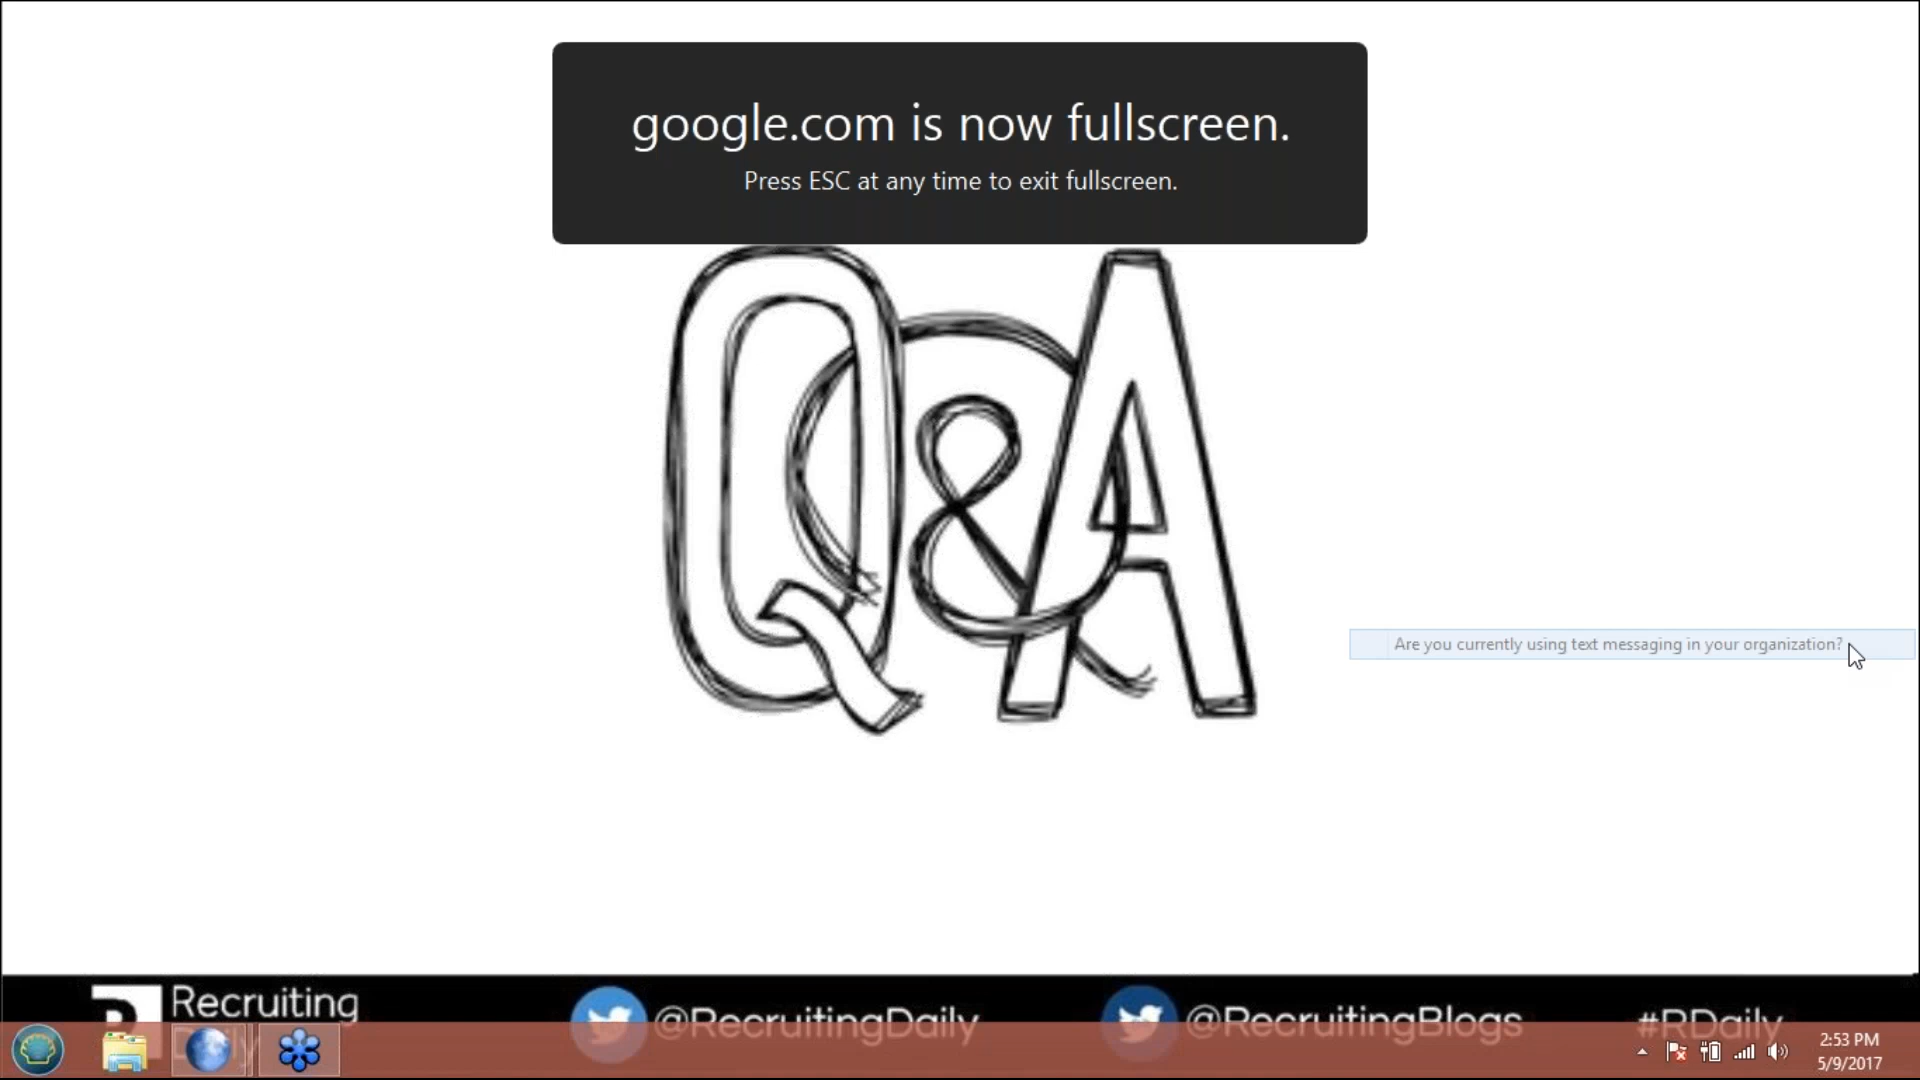 google.com is now fullscreen.
Press ESC at any time to exit fullscreen.
Q&A
Are you currently using text messaging in your organization?
Recruiting
Daily
@RecruitingDaily
@RecruitingBlogs
#RDaily
2:53 PM
5/9/2017